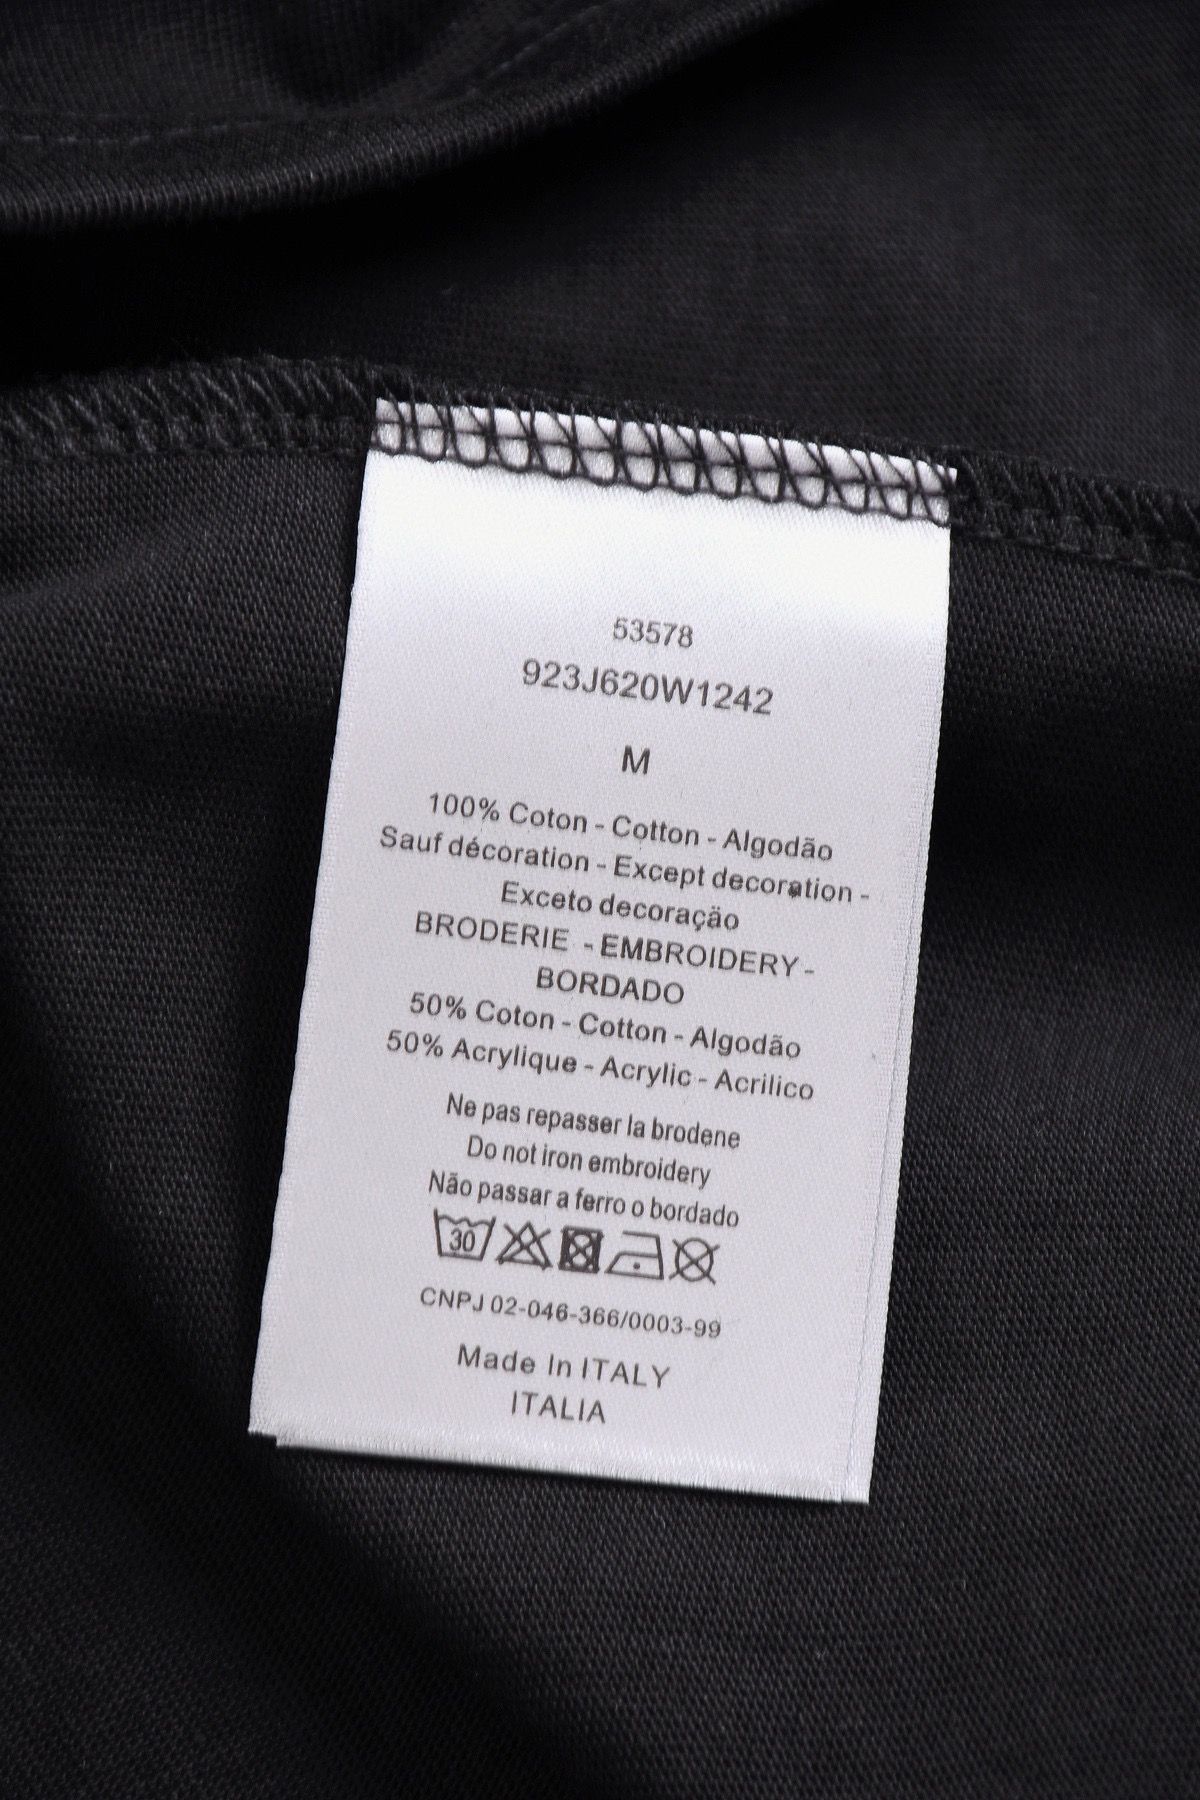 53578
923J620W1242
M
100% Coton - Cotton - Algodão
Sauf décoration - Except decoration -
Exceto decoração
BRODERIE - EMBROIDERY -
BORDADO
50% Coton - Cotton - Algodão
50% Acrylique - Acrylic - Acrilico
Ne pas repasser la brodene
Do not iron embroidery
Não passar a ferro o bordado
30
CNPJ 02-046-366/0003-99
Made In ITALY
ITALIA